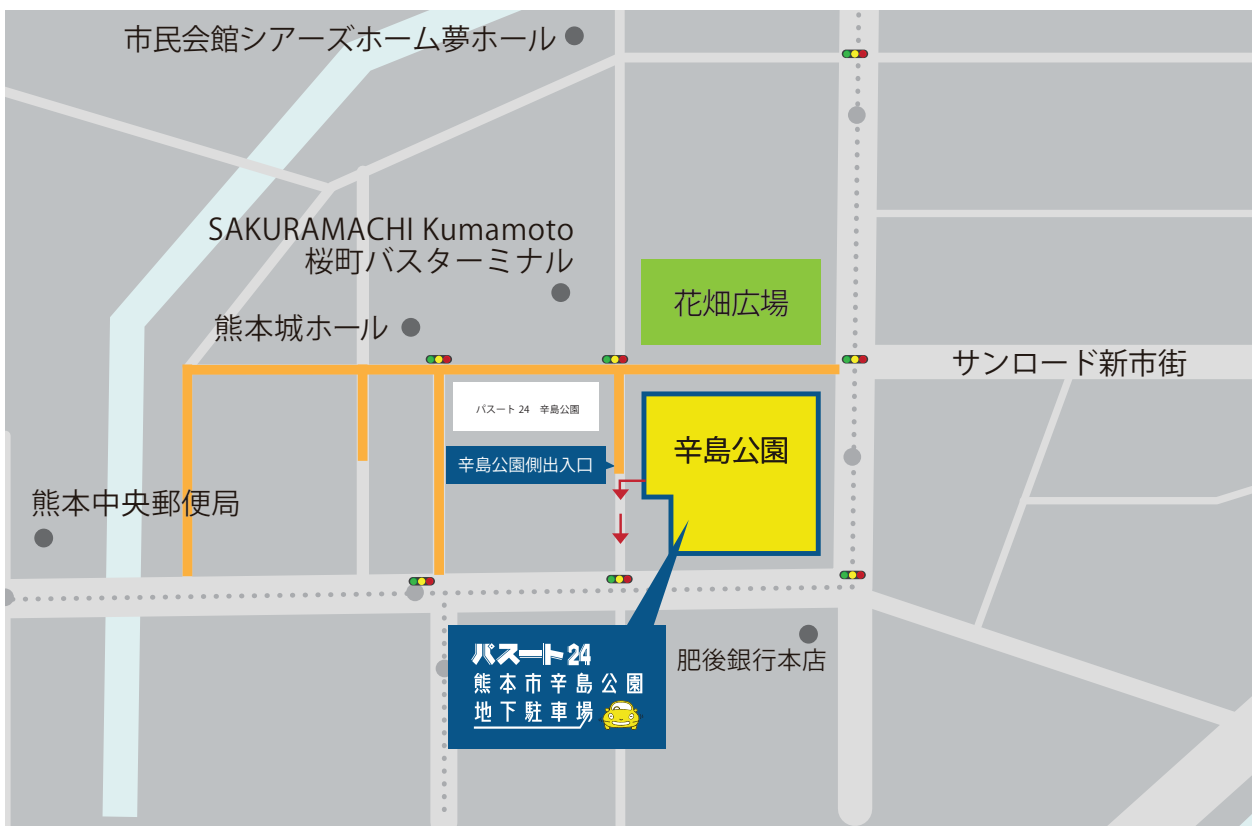 市民会館シアーズホーム夢ホール
SAKURAMACHI Kumamoto
桜町バスターミナル
熊本城ホール
花畑広場
サンロード新市街
パスート24 辛島公園
辛島公園側出入口
辛島公園
熊本中央郵便局
パスート24
熊本市辛島公園
地下駐車場
肥後銀行本店